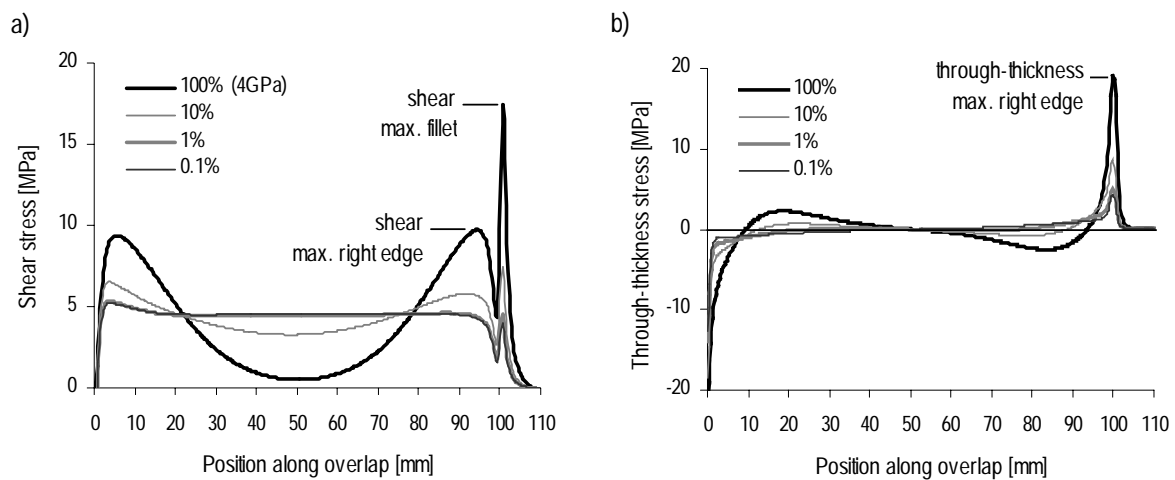 a)
20
15
10
5
0
Shear stress [MPa]
100% (4GPa)
10%
1%
0.1%
shear
max. fillet
shear
max. right edge
0 10 20 30 40 50 60 70 80 90 100 110
Position along overlap [mm]
b)
20
10
0
-10
-20
Through-thickness stress [MPa]
100%
10%
1%
0.1%
through-thickness
max. right edge
0 10 20 30 40 50 60 70 80 90 100 110
Position along overlap [mm]